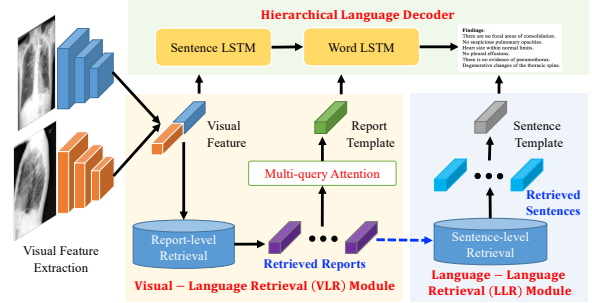 Hierarchical Language Decoder
Sentence LSTM
Word LSTM
Findings:
There are no focal areas of consolidation.
No suspicious pulmonary opacities.
Heart size within normal limits.
No pleural effusions.
There is no evidence of pneumothorax.
Degenerative changes of the thoracic spine.
Visual
Feature
Report
Template
Sentence
Template
Multi-query Attention
Retrieved
Sentences
Report-level
Retrieval
Retrieved Reports
Sentence-level
Retrieval
Visual Feature
Extraction
Visual – Language Retrieval (VLR) Module
Language – Language
Retrieval (LLR) Module